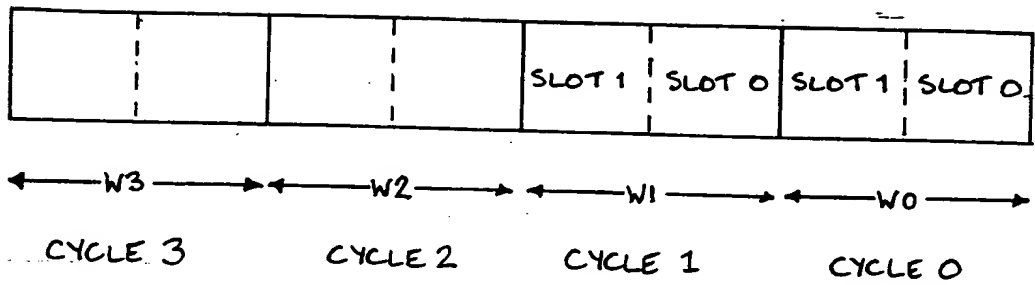 SLOT 1 SLOT 0 SLOT 1 SLOT 0
W3 W2 W1 W0
CYCLE 3 CYCLE 2 CYCLE 1 CYCLE 0